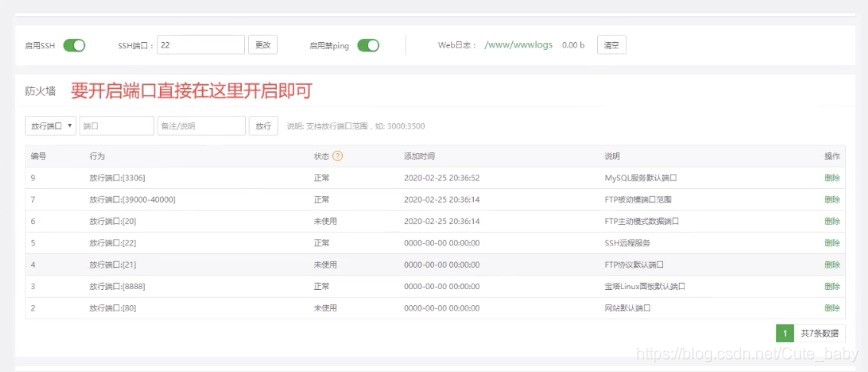 启用SSH SSH端口： 22 更改 启用禁ping Web日志： /www/wwwlogs 0.00 b 清空
防火墙 要开启端口直接在这里开启即可
放行端口 端口 备注/说明 放行 说明: 支持放行端口范围，如: 3000:3500
编号 行为 状态 ? 添加时间 说明 操作
9 放行端口:[3306] 正常 2020-02-25 20:36:52 MySQL服务默认端口 删除
7 放行端口:[39000-40000] 正常 2020-02-25 20:36:14 FTP被动模端口范围 删除
6 放行端口:[20] 未使用 2020-02-25 20:36:14 FTP主动模式数据端口 删除
5 放行端口:[22] 正常 0000-00-00 00:00:00 SSH远程服务 删除
4 放行端口:[21] 未使用 0000-00-00 00:00:00 FTP协议默认端口 删除
3 放行端口:[8888] 正常 0000-00-00 00:00:00 宝塔Linux面板默认端口 删除
2 放行端口:[80] 未使用 0000-00-00 00:00:00 网站默认端口 删除
1 共7条数据
https://blog.csdn.net/Cute_baby